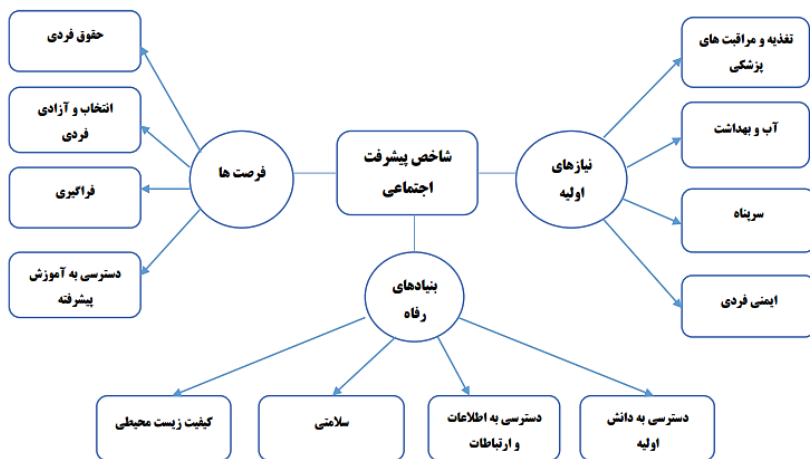 شاخص پیشرفت
اجتماعی
نیازهای
اولیه
تغذیه و مراقبت های
پزشکی
آب و بهداشت
سرپناه
ایمنی فردی
بنیادهای
رفاه
دسترسی به دانش
اولیه
دسترسی به اطلاعات
و ارتباطات
سلامتی
کیفیت زیست محیطی
فرصت ها
حقوق فردی
انتخاب و آزادی
فردی
فراگیری
دسترسی به آموزش
پیشرفته